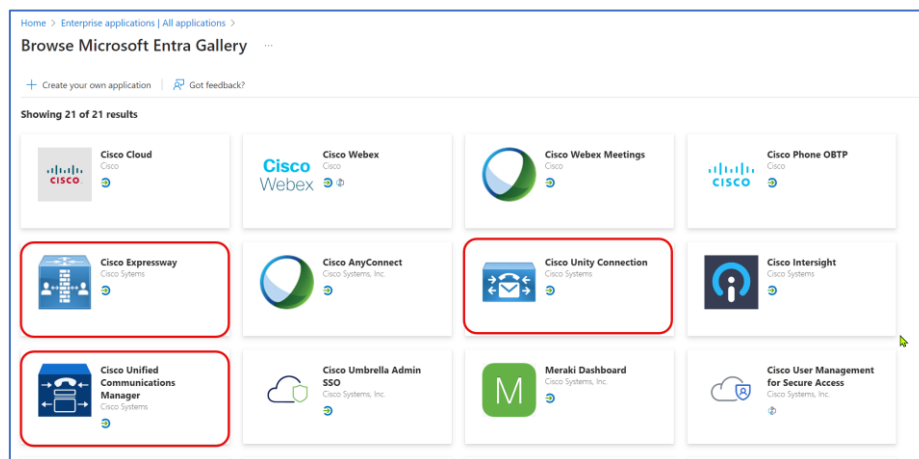 Home > Enterprise applications | All applications >
Browse Microsoft Entra Gallery ...
+ Create your own application | Got feedback?
Showing 21 of 21 results
CISCO
Cisco Cloud
Cisco
Cisco Webex
Cisco Webex
Cisco
Cisco Webex Meetings
Cisco
CISCO
Cisco Phone OBTP
Cisco
Cisco Expressway
Cisco Sytems
Cisco AnyConnect
Cisco Systems, Inc.
Cisco Unity Connection
Cisco Systems
Cisco Intersight
Cisco Systems
Cisco Unified
Communications
Manager
Cisco Systems
Cisco Umbrella Admin
SSO
Cisco Systems, Inc.
M
Meraki Dashboard
Cisco Systems, Inc.
Cisco User Management
for Secure Access
Cisco Systems, Inc.